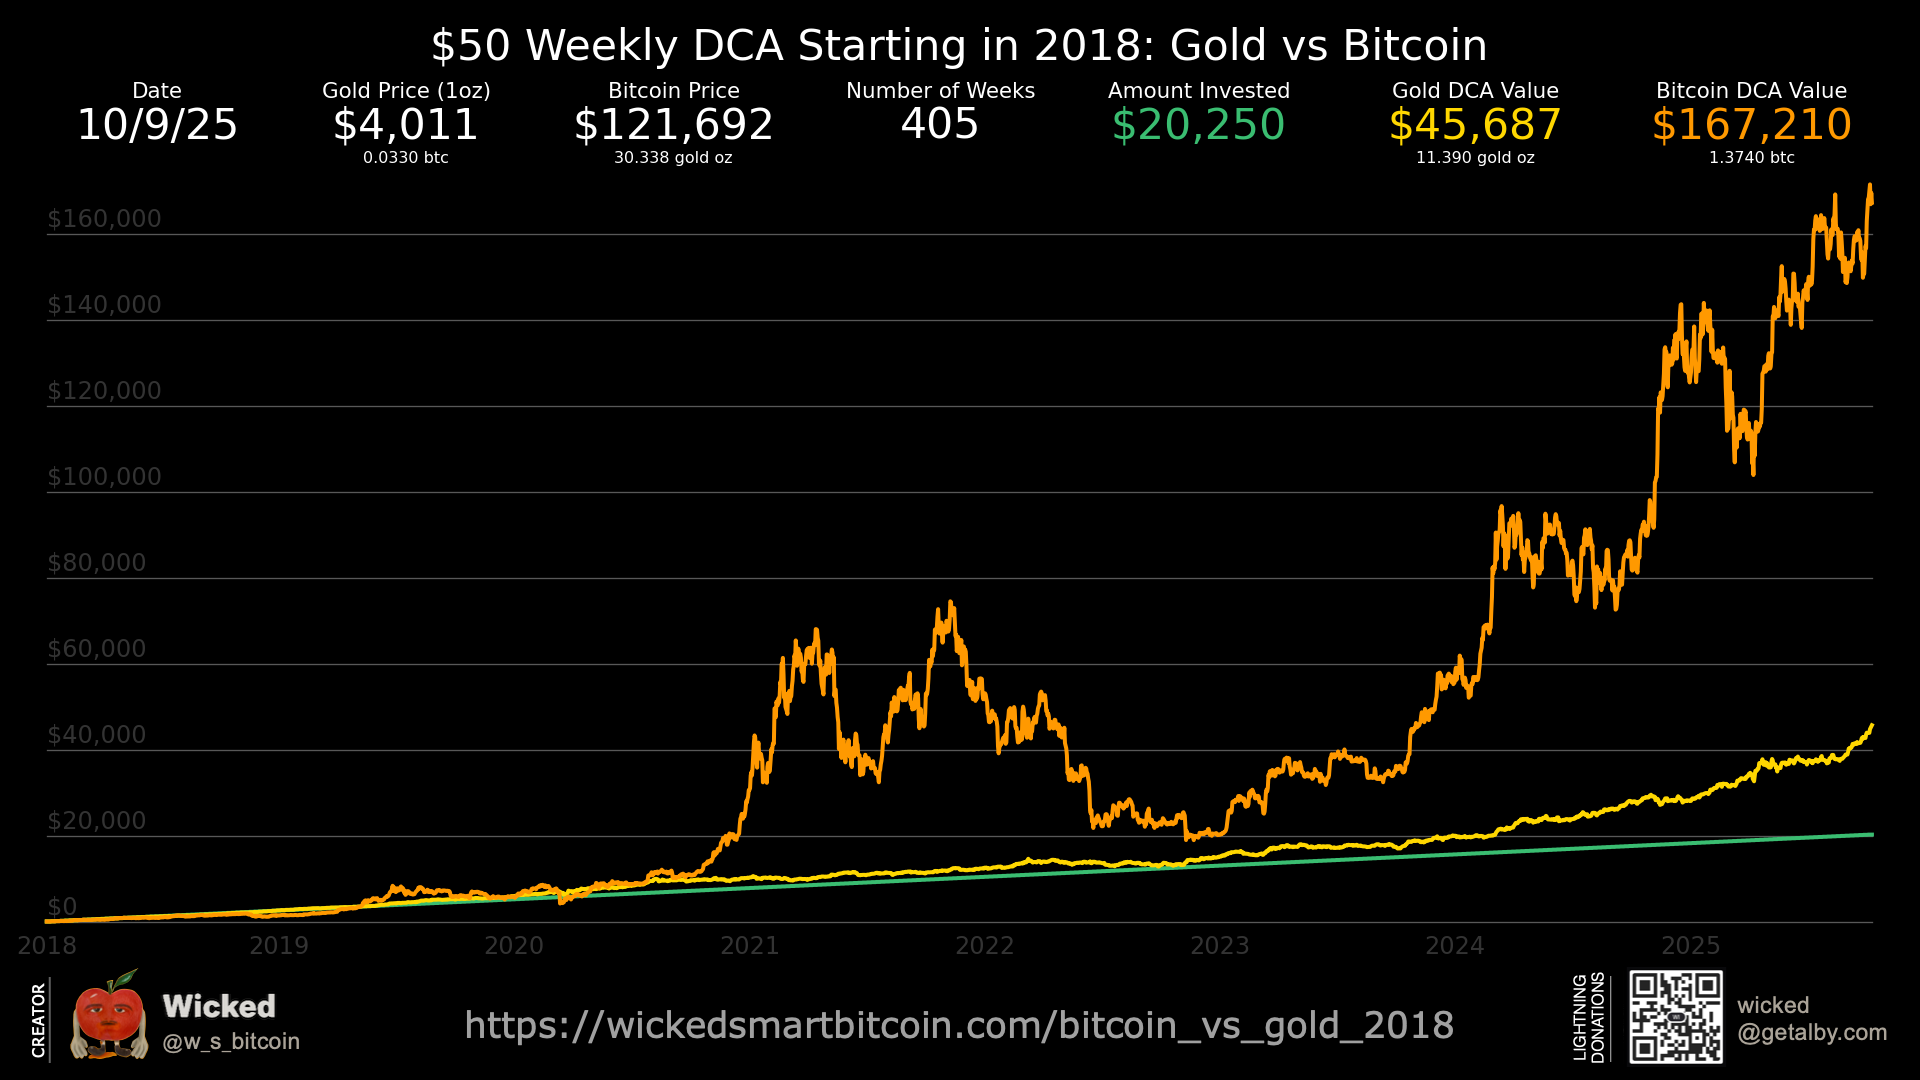 $50 Weekly DCA Starting in 2018: Gold vs Bitcoin
Date
10/9/25
Gold Price (1oz)
$4,011
0.0330 btc
Bitcoin Price
$121,692
30.338 gold oz
Number of Weeks
405
Amount Invested
$20,250
Gold DCA Value
$45,687
11.390 gold oz
Bitcoin DCA Value
$167,210
1.3740 btc
$160,000
$140,000
$120,000
$100,000
$80,000
$60,000
$40,000
$20,000
$0
2018 2019 2020 2021 2022 2023 2024 2025
CREATOR
Wicked
@w_s_bitcoin
https://wickedsmartbitcoin.com/bitcoin_vs_gold_2018
LIGHTNING
DONATIONS
wicked
@getalby.com